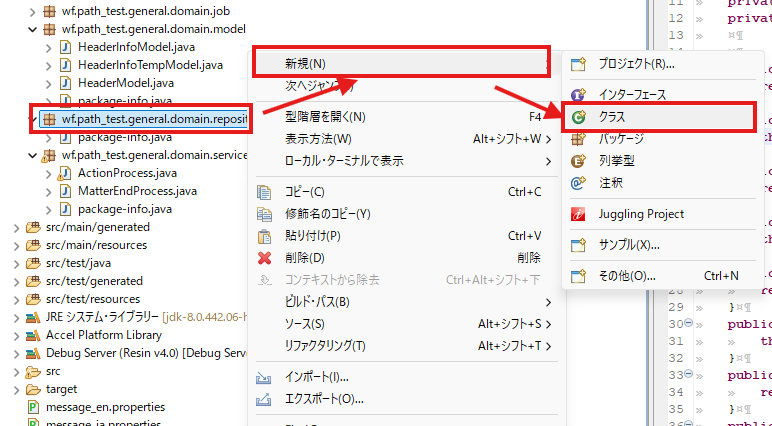 wf.path_test.general.domain.job
wf.path_test.general.domain.model
HeaderInfoModel.java
HeaderInfoTempModel.java
HeaderModel.java
package-info.java
wf.path_test.general.domain.reposit
package-info.java
wf.path_test.general.domain.service
ActionProcess.java
MatterEndProcess.java
package-info.java
src/main/generated
src/main/resources
src/test/java
src/test/generated
src/test/resources
JRE システム・ライブラリー [jdk-8.0.442.06-h
Accel Platform Library
Debug Server (Resin v4.0) [Debug Serve
src
target
message_en.properties
message_ja.properties
新規(N)
次へジャンプ
型階層を開く(N) F4
表示方法(W) Alt+シフト+W
ローカル・ターミナルで表示
コピー(C) Ctrl+C
修飾名のコピー(Y)
貼り付け(P) Ctrl+V
削除(D) 削除
コンテキストから除去 Ctrl+Alt+シフト+下
ビルド・パス(B)
ソース(S) Alt+シフト+S
リファクタリング(T) Alt+シフト+T
インポート(I)...
エクスポート(O)...
プロジェクト(R)...
インターフェース
クラス
パッケージ
列挙型
注釈
Juggling Project
サンプル(X)...
その他(O)... Ctrl+N
11 » private
12 » private
13 » ¤¶
28 » » re
29 » }¤¶
30 » public
31 » » th
32 » }¤¶
33 » public
34 » » re
35 » }¤¶
36 » public